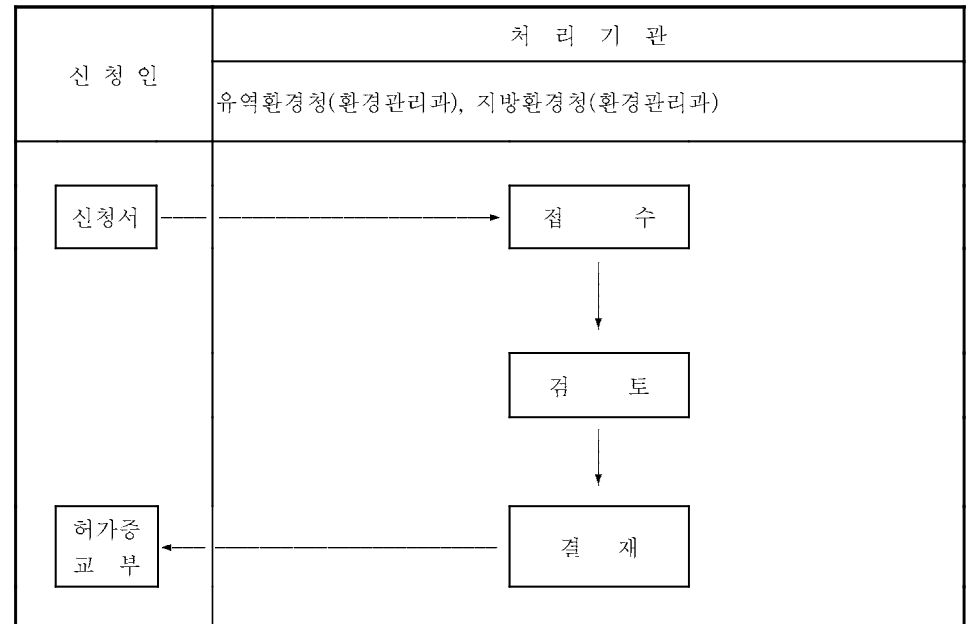 처 리 기 관
신 청 인
유역환경청(환경관리과), 지방환경청(환경관리과)
신청서
접 수
검 토
허가증
교 부
결 재